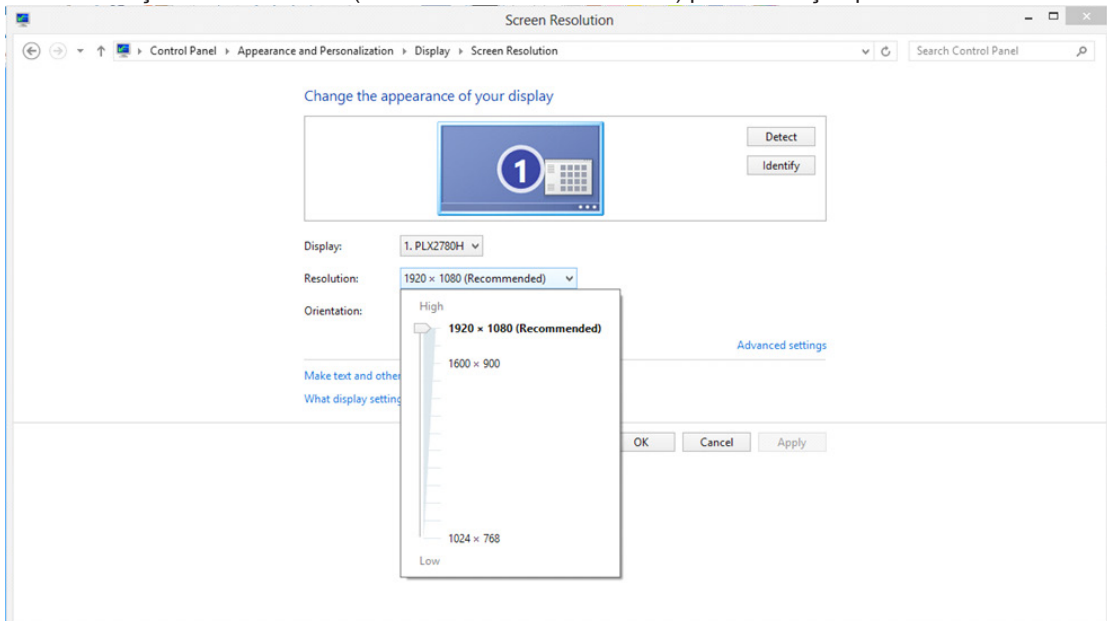 Screen Resolution
Control Panel Appearance and Personalization Display Screen Resolution
Search Control Panel
Change the appearance of your display
1
Detect
Identify
Display:
1. PLX2780H
Resolution:
1920 × 1080 (Recommended)
Orientation:
High
1920 × 1080 (Recommended)
1600 × 900
1024 × 768
Low
Advanced settings
Make text and other
What display setting
OK
Cancel
Apply